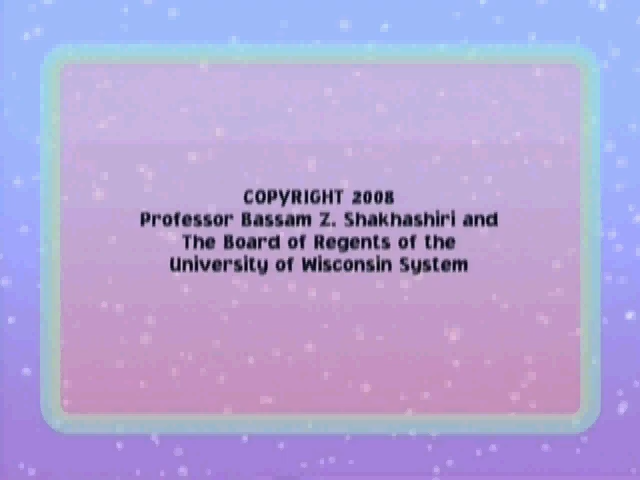 COPYRIGHT 2008
Professor Bassam Z. Shakhashiri and
The Board of Regents of the
University of Wisconsin System